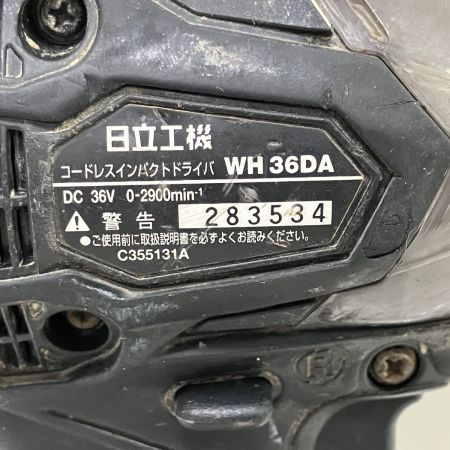 日立工機
コードレスインパクトドライバ WH 36DA
DC 36V 0-2900min-1
警告 283534
●ご使用前に取扱説明書を必ずよくお読みください。
C355131A
R